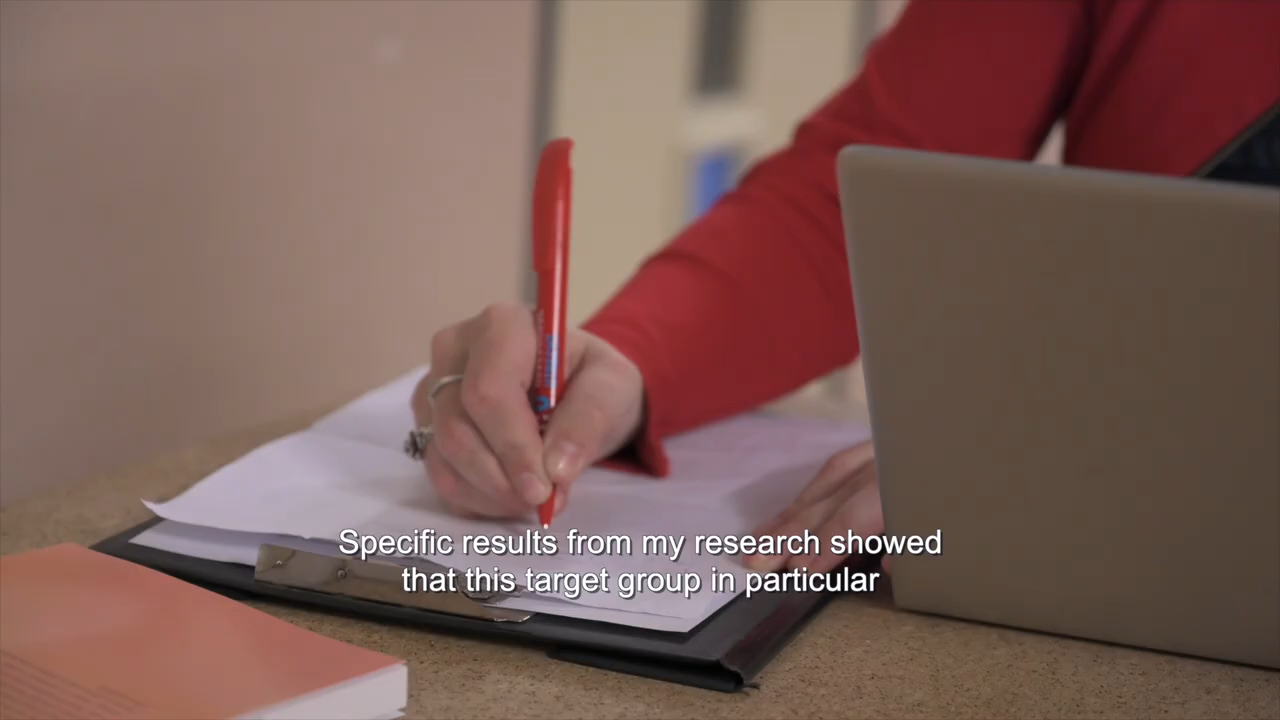 Specific results from my research showed
that this target group in particular